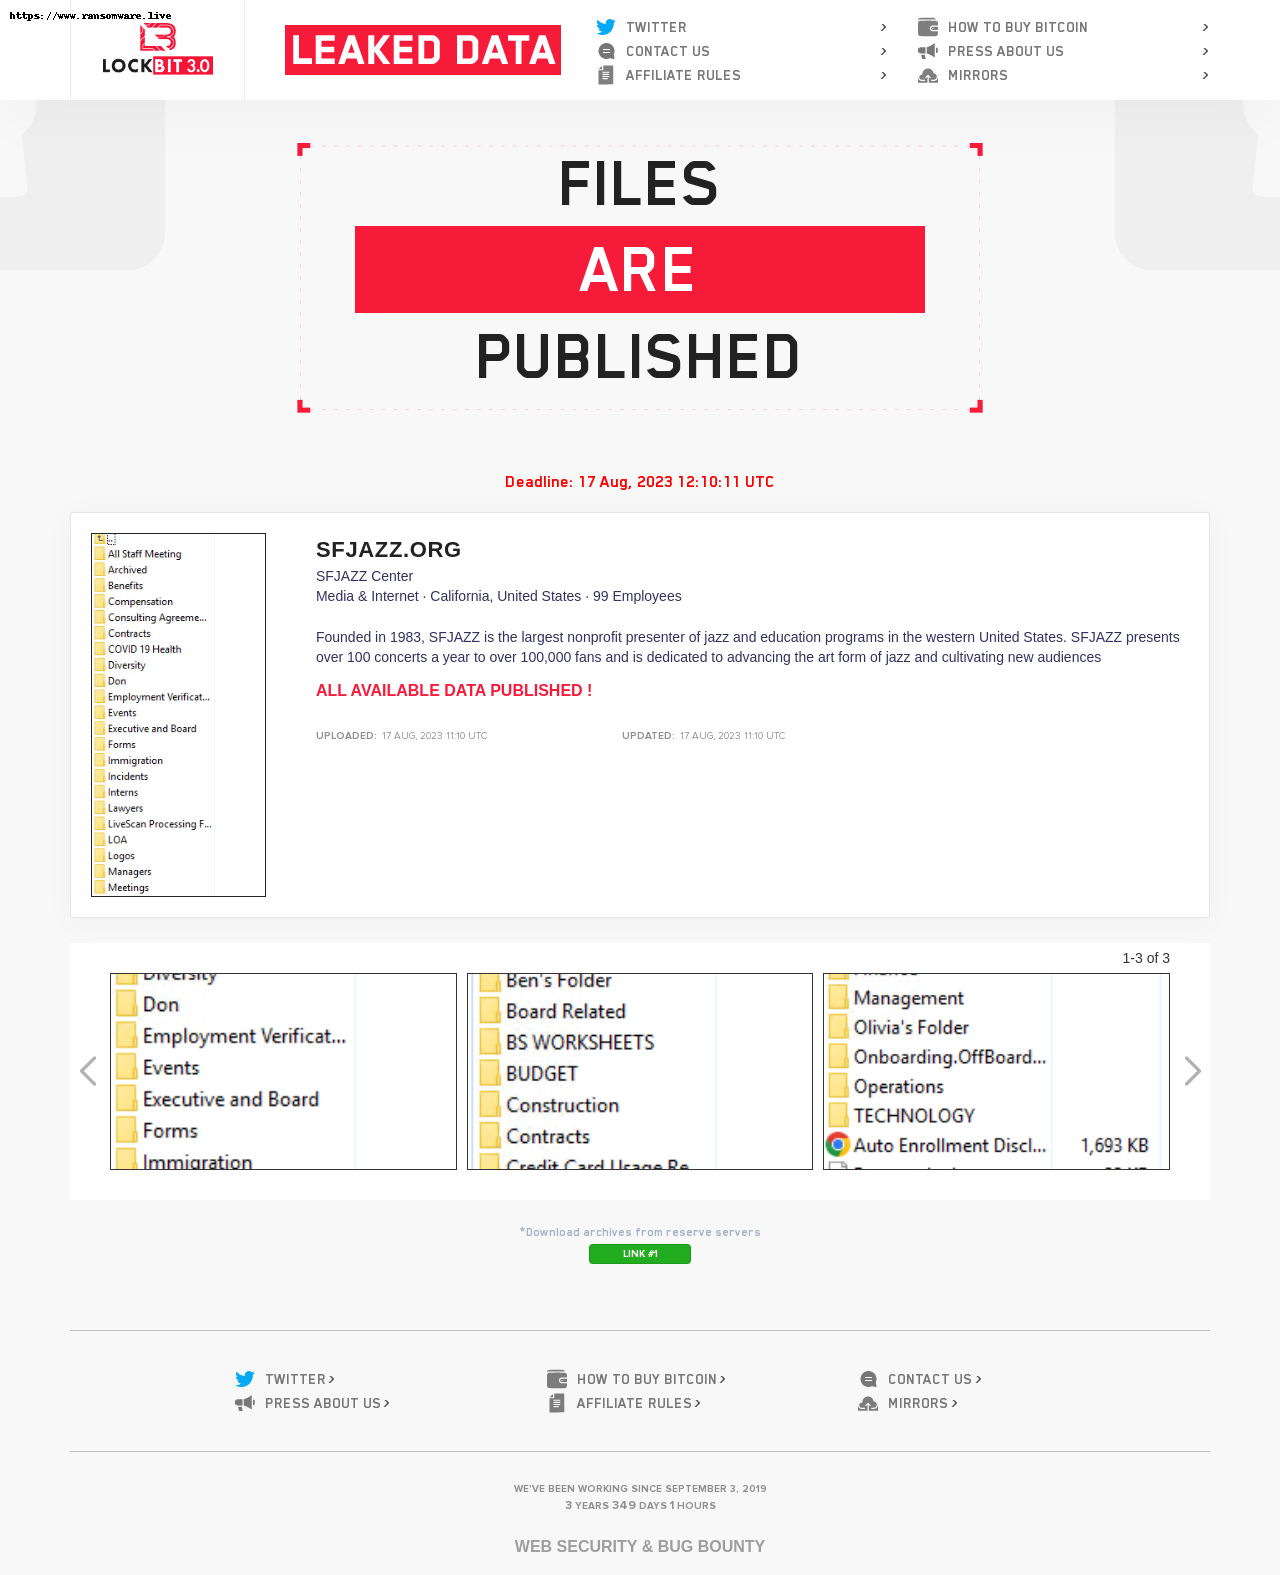 https://www.ransomware.live
LOCKBIT 3.0
LEAKED DATA
TWITTER
CONTACT US
AFFILIATE RULES
HOW TO BUY BITCOIN
PRESS ABOUT US
MIRRORS
FILES
ARE
PUBLISHED
Deadline: 17 Aug, 2023 12:10:11 UTC
All Staff Meeting
Archived
Benefits
Compensation
Consulting Agreeme...
Contracts
COVID 19 Health
Diversity
Don
Employment Verificat...
Events
Executive and Board
Forms
Immigration
Incidents
Interns
Lawyers
LiveScan Processing F...
LOA
Logos
Managers
Meetings
SFJAZZ.ORG
SFJAZZ Center
Media & Internet · California, United States · 99 Employees
Founded in 1983, SFJAZZ is the largest nonprofit presenter of jazz and education programs in the western United States. SFJAZZ presents
over 100 concerts a year to over 100,000 fans and is dedicated to advancing the art form of jazz and cultivating new audiences
ALL AVAILABLE DATA PUBLISHED !
UPLOADED: 17 AUG, 2023 11:10 UTC
UPDATED: 17 AUG, 2023 11:10 UTC
1-3 of 3
Diversity
Don
Employment Verificat...
Events
Executive and Board
Forms
Immigration
Ben's Folder
Board Related
BS WORKSHEETS
BUDGET
Construction
Contracts
Credit Card Usage Re
Management
Olivia's Folder
Onboarding.OffBoard...
Operations
TECHNOLOGY
Auto Enrollment Discl... 1,693 KB
*Download archives from reserve servers
LINK #1
TWITTER
HOW TO BUY BITCOIN
CONTACT US
PRESS ABOUT US
AFFILIATE RULES
MIRRORS
WE'VE BEEN WORKING SINCE SEPTEMBER 3, 2019
3 YEARS 349 DAYS 1 HOURS
WEB SECURITY & BUG BOUNTY